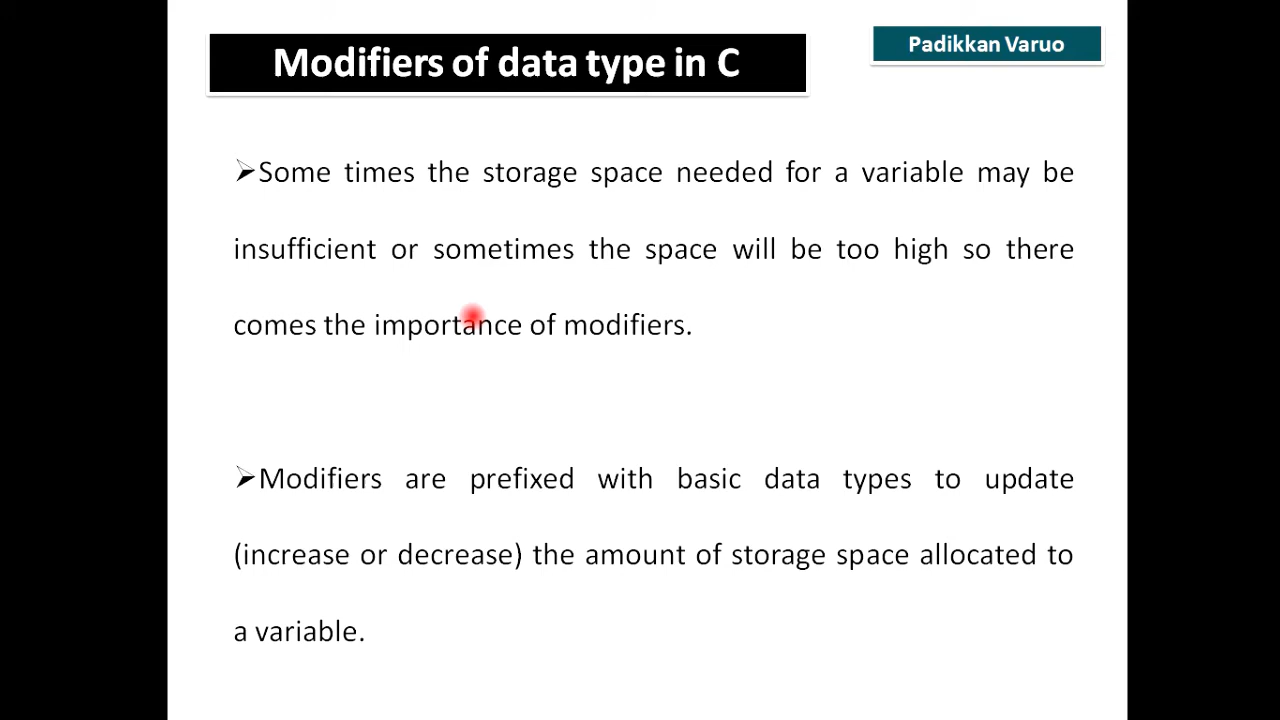 Modifiers of data type in C
Padikkan Varuo
➢Some times the storage space needed for a variable may be
insufficient or sometimes the space will be too high so there
comes the importance of modifiers.
➢Modifiers are prefixed with basic data types to update
(increase or decrease) the amount of storage space allocated to
a variable.